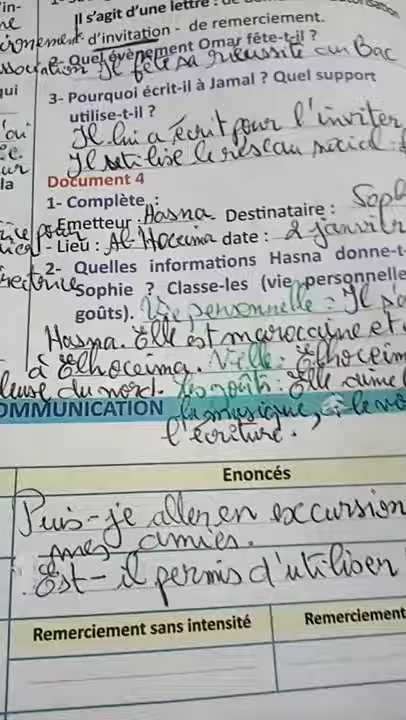 Il s'agit d'une lettre : de
d'invitation - de remerciement.
2- Quel évènement Omar fête-t-il ?
Il fête sa réussite au Bac
3- Pourquoi écrit-il à Jamal ? Quel support
utilise-t-il ?
Il lui a écrit pour l'inviter
Il utilise le réseau social :
Document 4
1- Complète :
- Emetteur : Hasna Destinataire : Soph
- Lieu : Al-Hoceima date : 2 janvier
2- Quelles informations Hasna donne-t-
Sophie ? Classe-les (vie personnelle
goûts). Vie personnelle : Il s'a
Hasna. Elle est marocaine et
à Elhoceima. Ville : Elhoceim
du nord. Les goûts : Elle aime
OMMUNICATION la musique,
l'écriture.
Enoncés
Puis-je aller en excursion
mes amies.
Est-il permis d'utiliser
Remerciement sans intensité
Remerciement